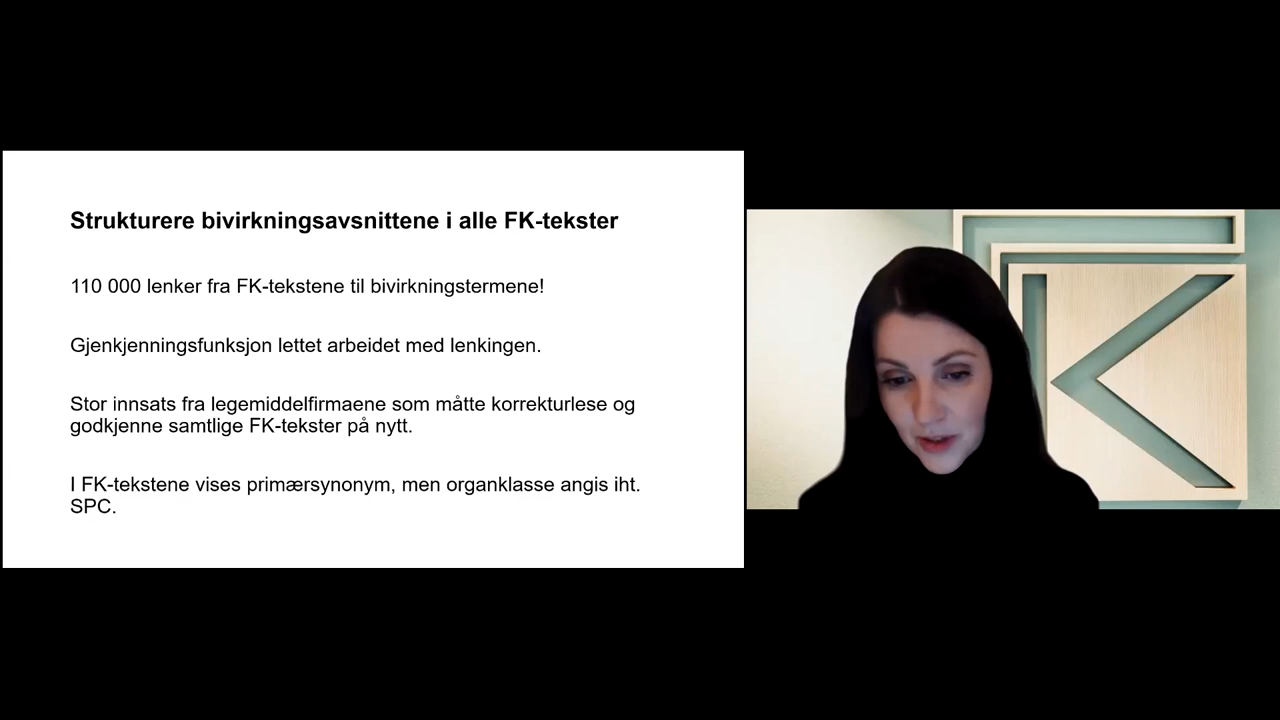 Strukturere bivirkningsavsnittene i alle FK-tekster
110 000 lenker fra FK-tekstene til bivirkningstermene!
Gjenkjenningsfunksjon lettet arbeidet med lenkingen.
Stor innsats fra legemiddelfirmaene som måtte korrekturlese og
godkjenne samtlige FK-tekster på nytt.
I FK-tekstene vises primærsynonym, men organklasse angis iht.
SPC.